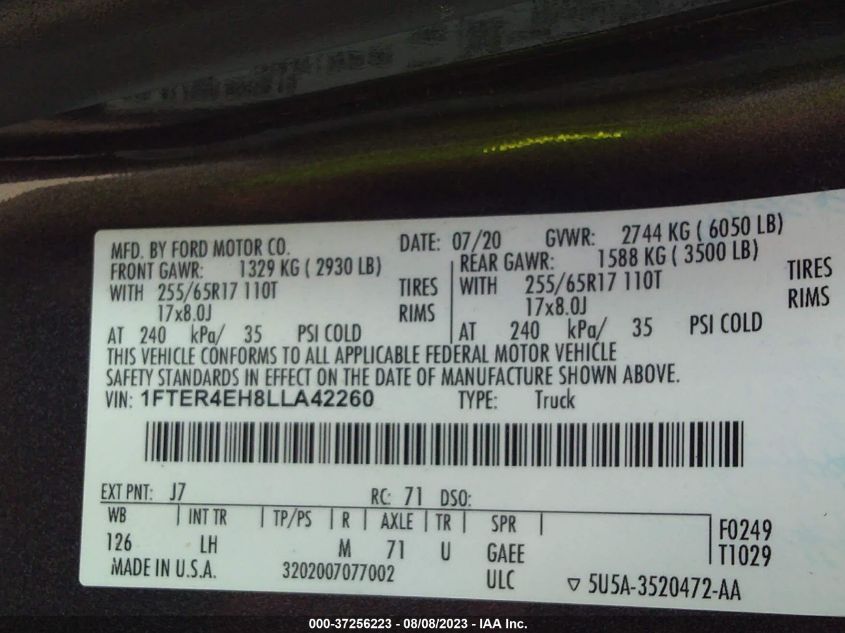 MFD. BY FORD MOTOR CO. DATE: 07/20 GVWR: 2744 KG ( 6050 LB)
FRONT GAWR: 1329 KG ( 2930 LB) REAR GAWR: 1588 KG ( 3500 LB)
WITH 255/65R17 110T TIRES WITH 255/65R17 110T TIRES
17x8.0J RIMS 17x8.0J RIMS
AT 240 kPa/ 35 PSI COLD AT 240 kPa/ 35 PSI COLD
THIS VEHICLE CONFORMS TO ALL APPLICABLE FEDERAL MOTOR VEHICLE
SAFETY STANDARDS IN EFFECT ON THE DATE OF MANUFACTURE SHOWN ABOVE.
VIN: 1FTER4EH8LLA42260 TYPE: Truck
EXT PNT: J7 RC: 71 DSO:
WB INT TR TP/PS R AXLE TR SPR F0249
126 LH M 71 U GAEE T1029
MADE IN U.S.A. 3202007077002 ULC ▽ 5U5A-3520472-AA
000-37256223 - 08/08/2023 - IAA Inc.